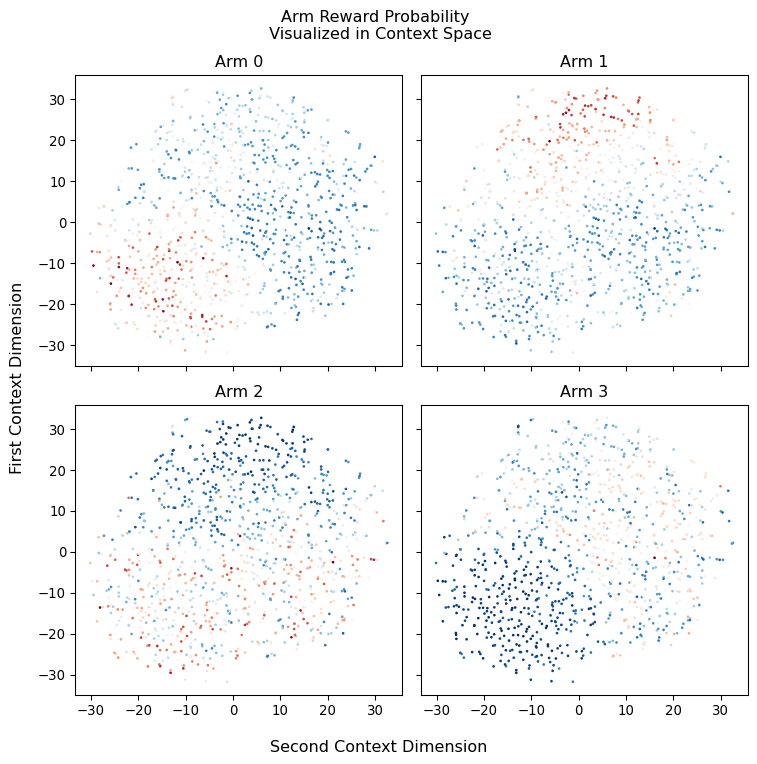 Arm Reward Probability
Visualized in Context Space
Arm 0
Arm 1
30
20
10
0
−10
−20
−30
Arm 2
Arm 3
30
20
10
0
−10
−20
−30
−30 −20 −10 0 10 20 30
−30 −20 −10 0 10 20 30
First Context Dimension
Second Context Dimension